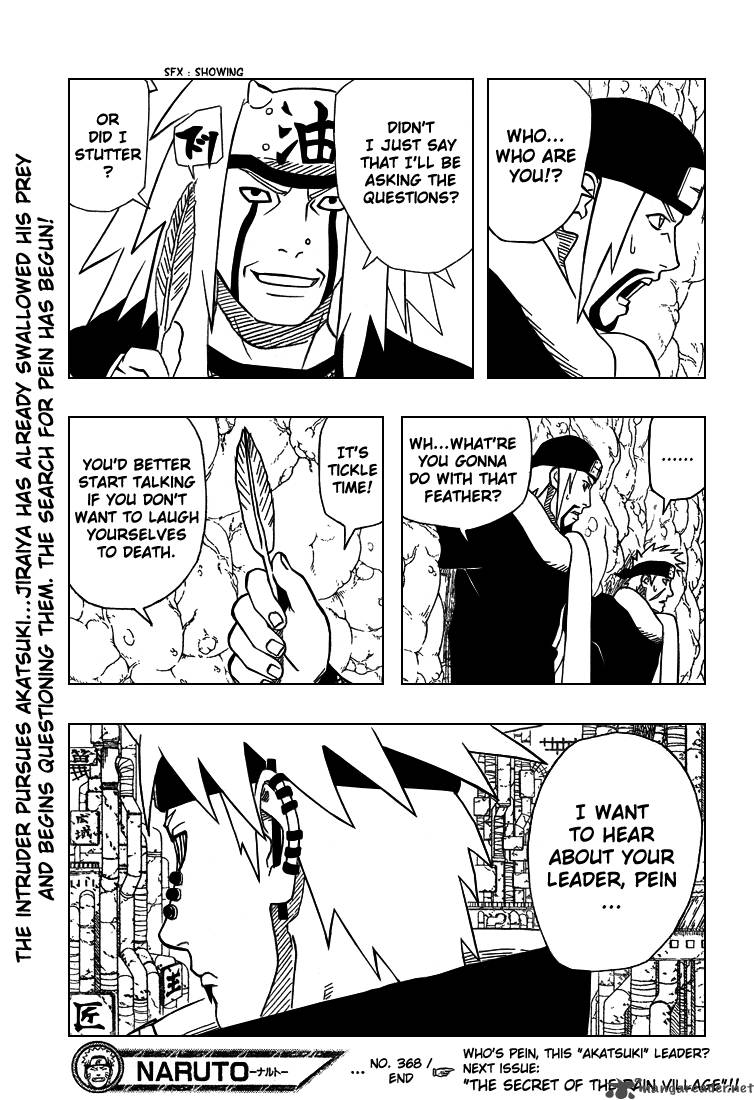 SFX : SHOWING
WHO...
WHO ARE
YOU!?
DIDN'T
I JUST SAY
THAT I'LL BE
ASKING THE
QUESTIONS?
油
OR
DID I
STUTTER
?
......
WH...WHAT'RE
YOU GONNA
DO WITH THAT
FEATHER?
IT'S
TICKLE
TIME!
YOU'D BETTER
START TALKING
IF YOU DON'T
WANT TO LAUGH
YOURSELVES
TO DEATH.
I WANT
TO HEAR
ABOUT YOUR
LEADER, PEIN
...
匠
THE INTRUDER PURSUES AKATSUKI...JIRAIYA HAS ALREADY SWALLOWED HIS PREY
AND BEGINS QUESTIONING THEM. THE SEARCH FOR PEIN HAS BEGUN!
NARUTO -ナルト-
... NO. 368 /
END
WHO'S PEIN, THIS "AKATSUKI" LEADER?
NEXT ISSUE:
"THE SECRET OF THE PAIN VILLAGE"!!
mangareader.net